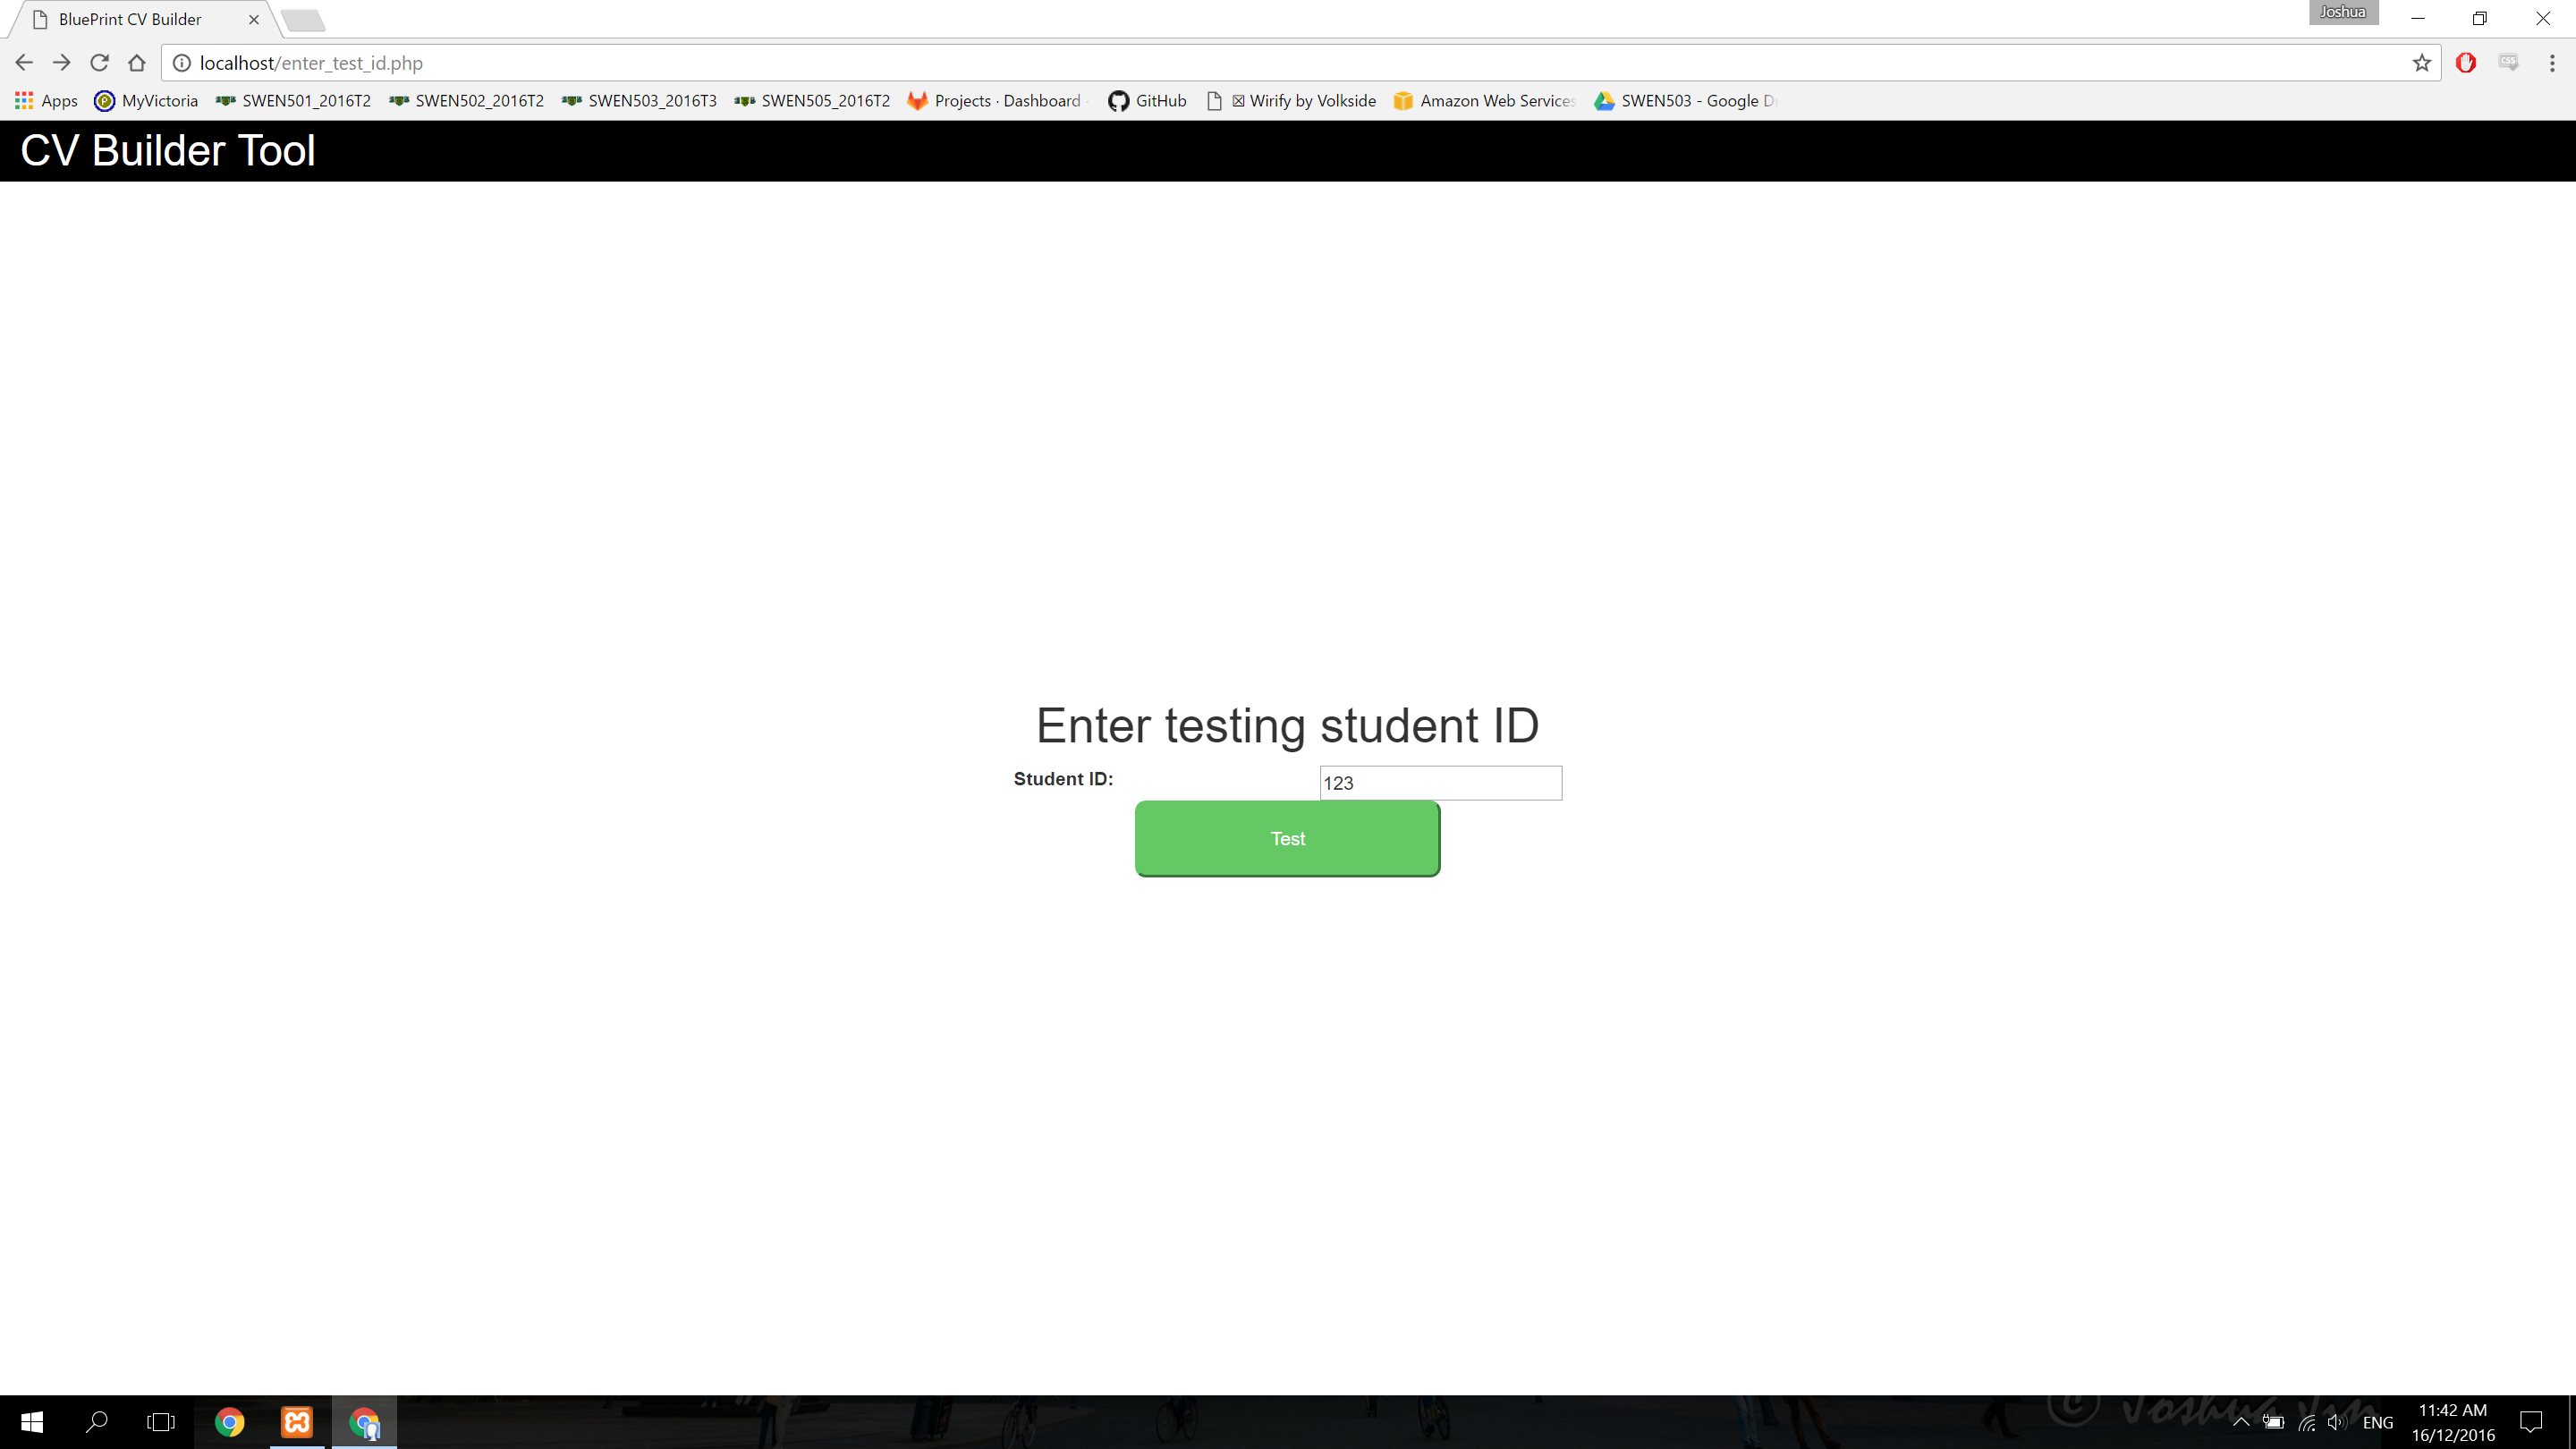 BluePrint CV Builder
Joshua
localhost/enter_test_id.php
Apps MyVictoria SWEN501_2016T2 SWEN502_2016T2 SWEN503_2016T3 SWEN505_2016T2 Projects · Dashboard GitHub ☒ Wirify by Volkside Amazon Web Services SWEN503 - Google D
CV Builder Tool
Enter testing student ID
Student ID: 123
Test
© Joshua
ENG
11:42 AM
16/12/2016